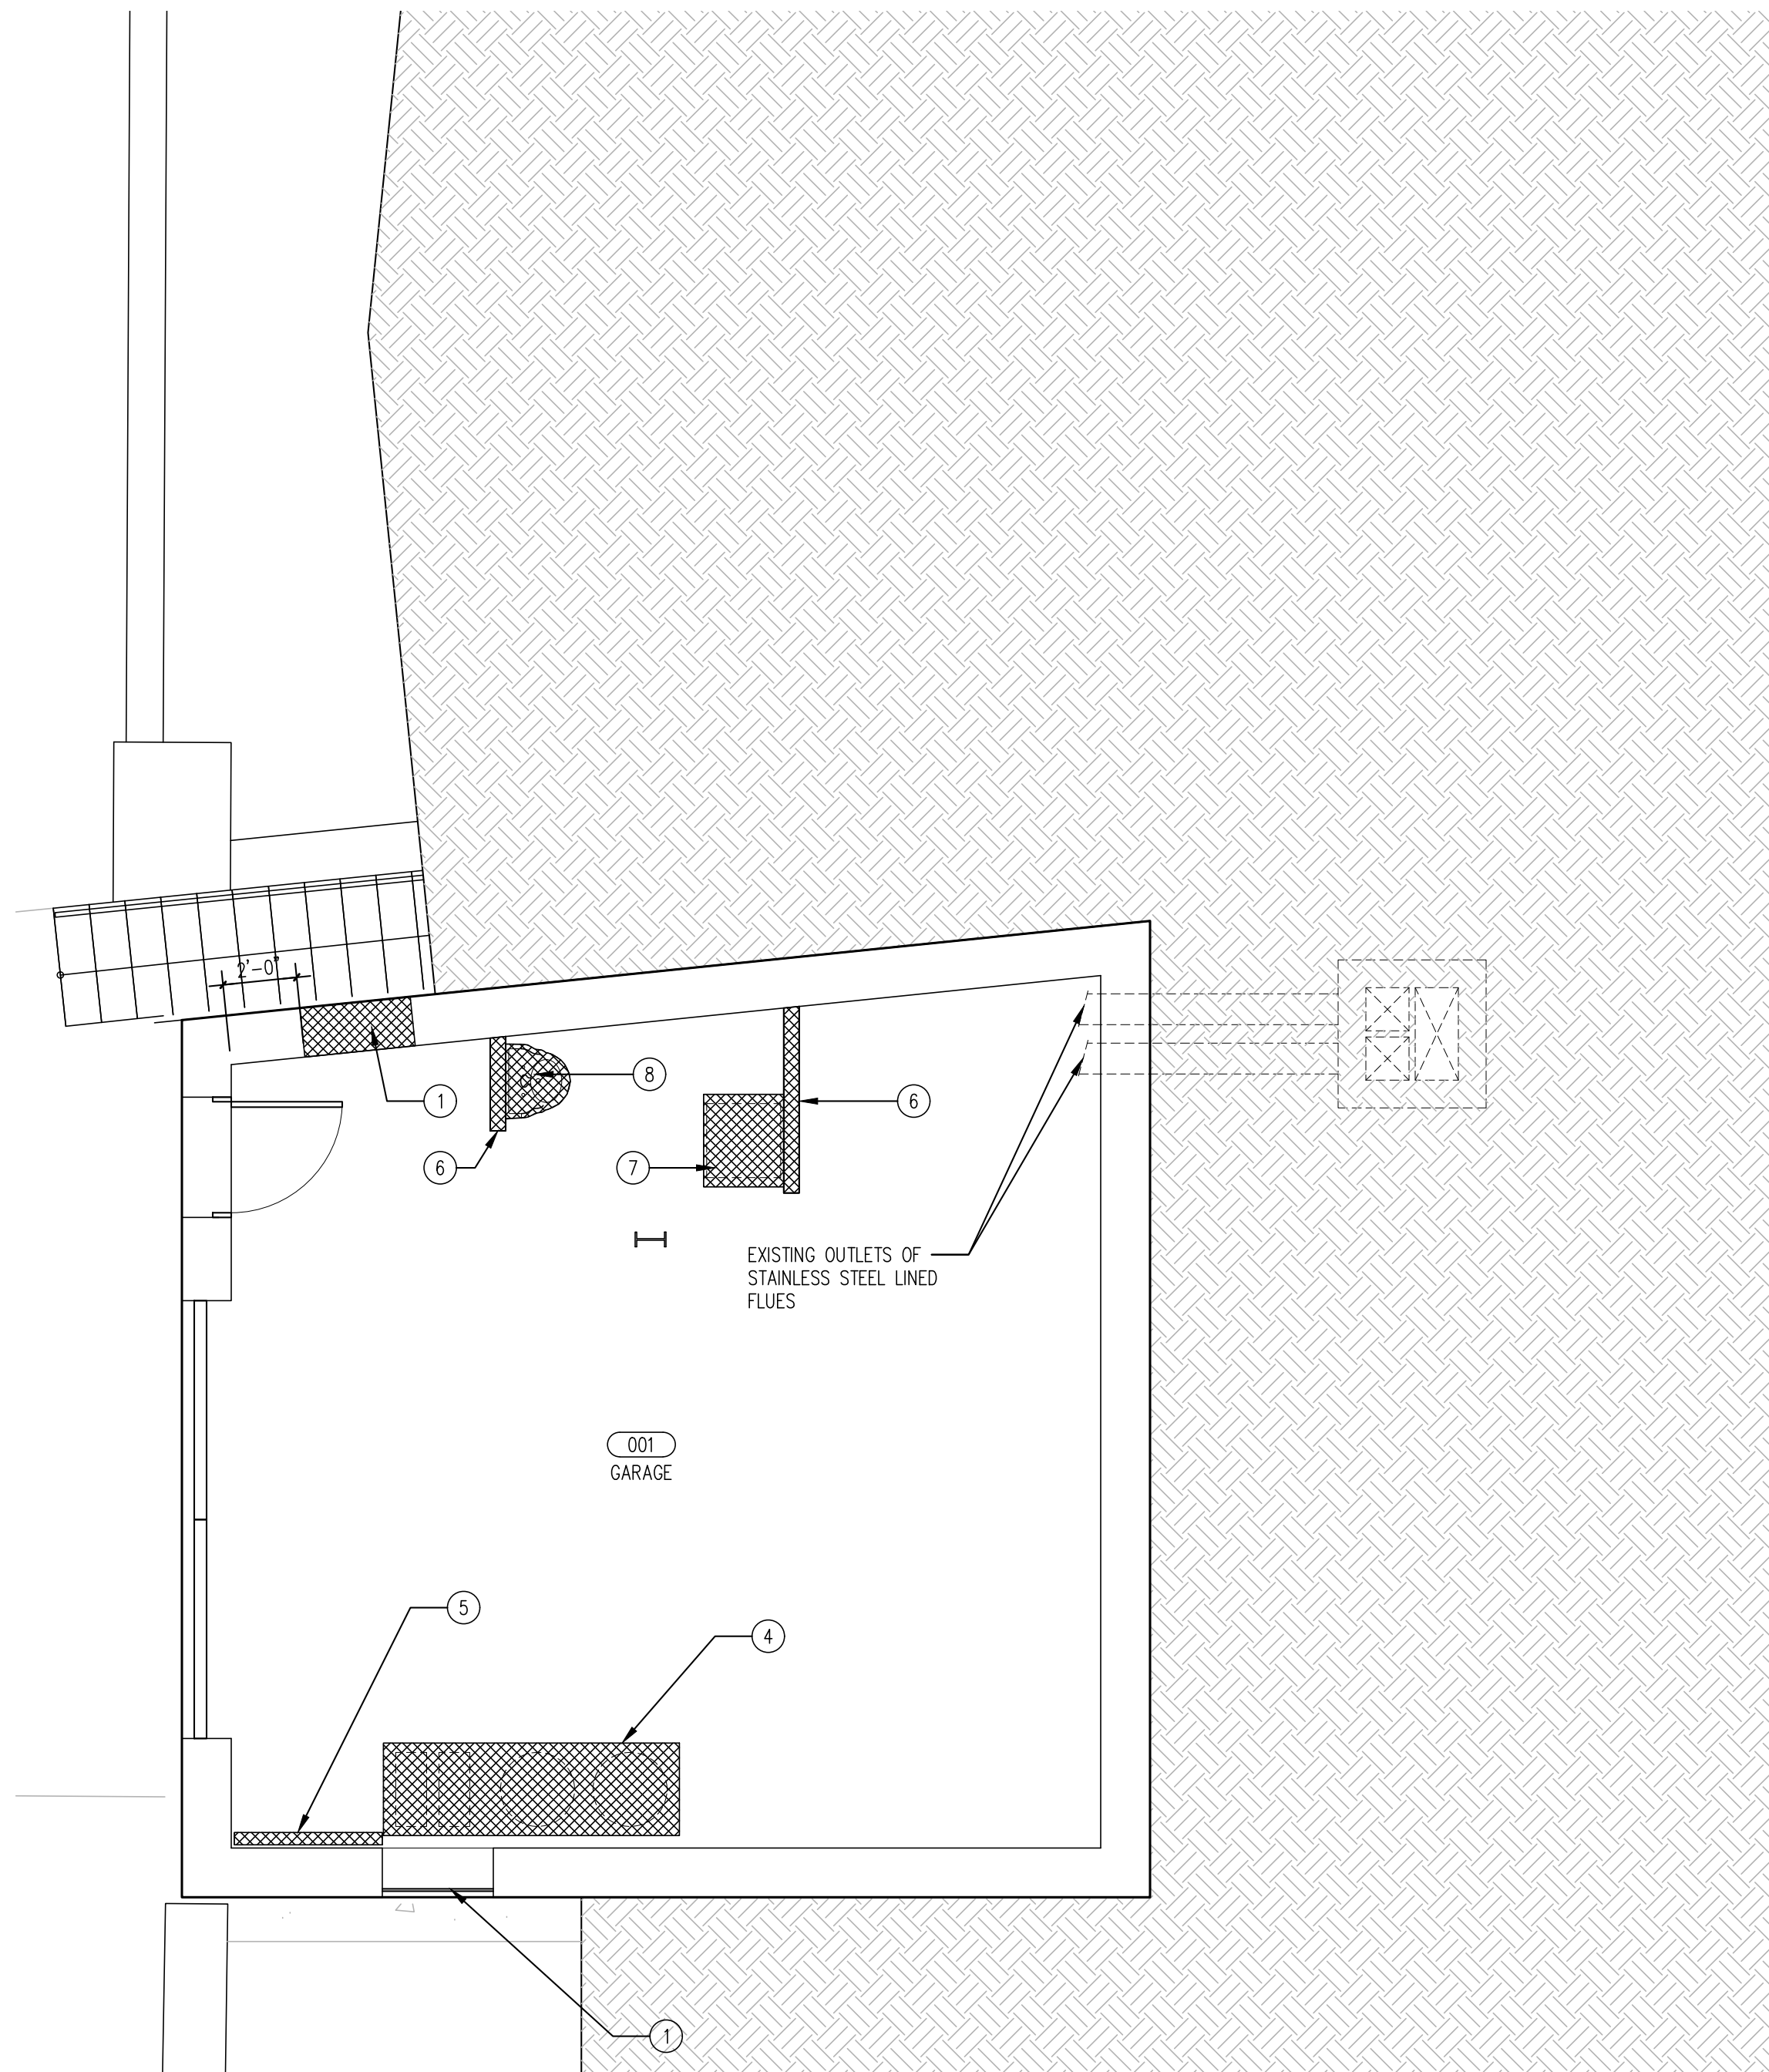 2'-0"
1
8
6
6
7
EXISTING OUTLETS OF
STAINLESS STEEL LINED
FLUES
001
GARAGE
5
4
1